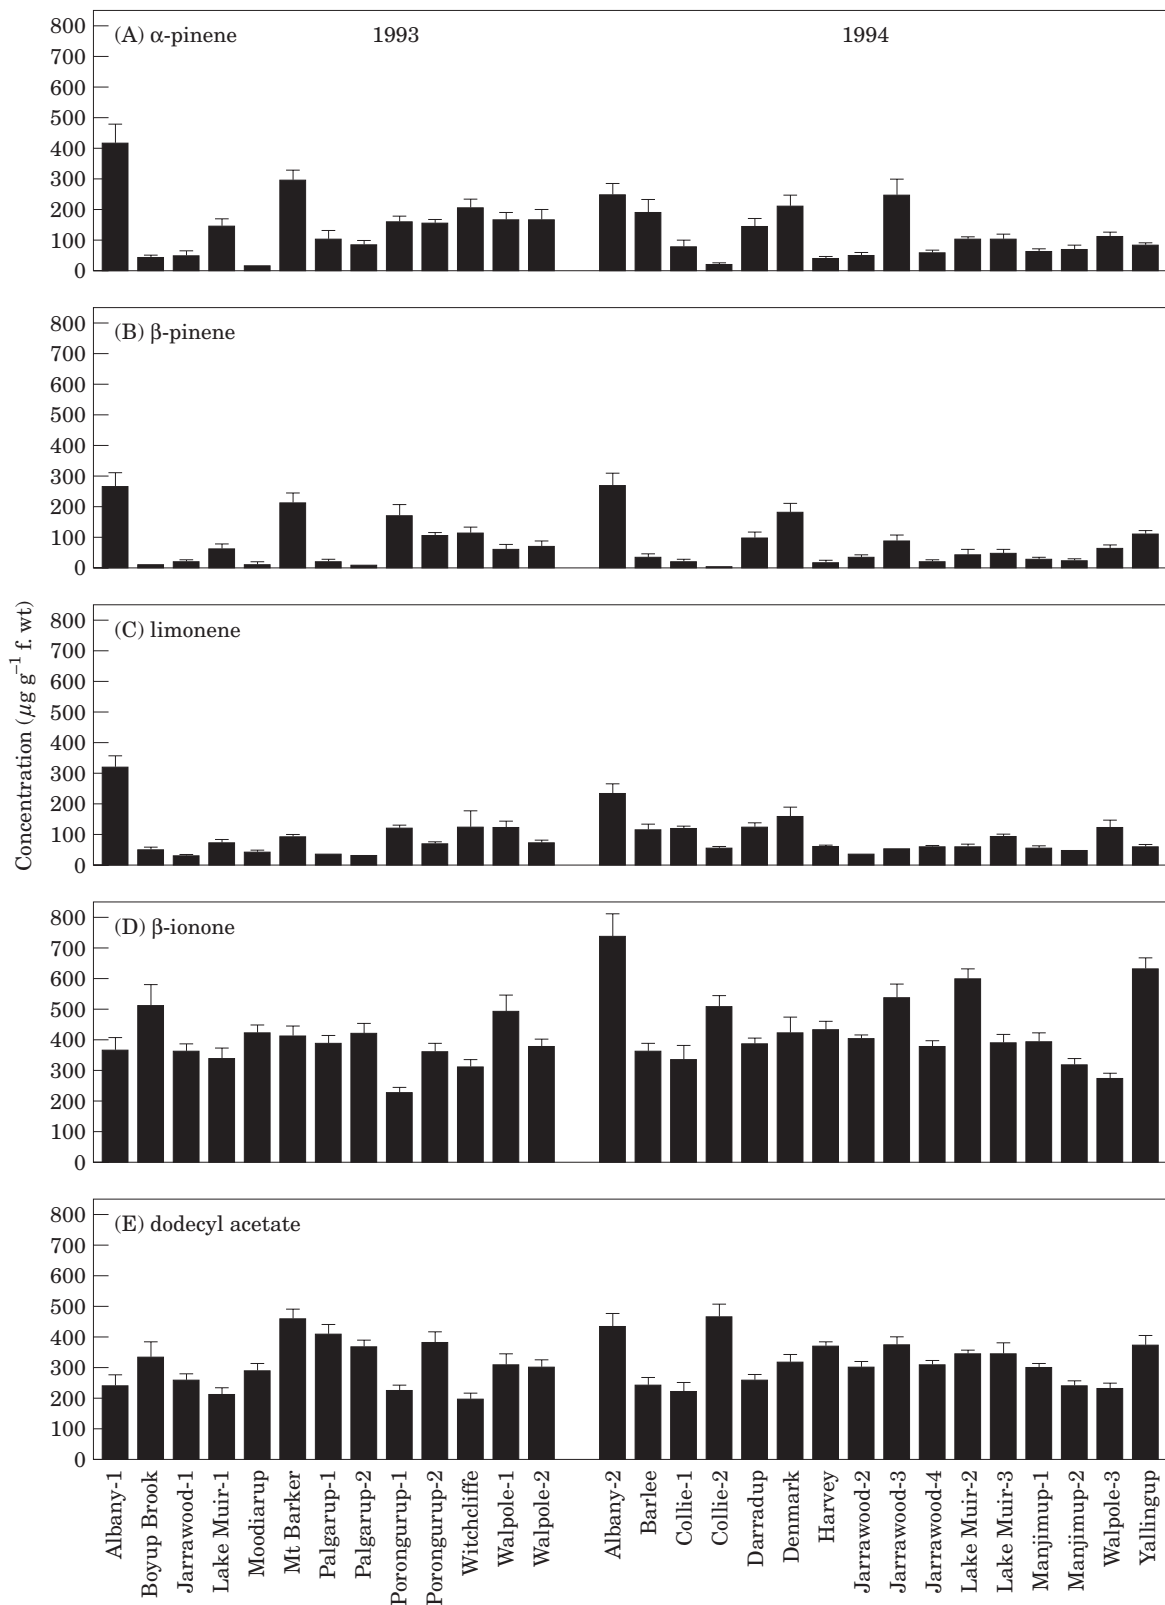 (A) α-pinene
1993
1994
800
700
600
500
400
300
200
100
0
(B) β-pinene
800
700
600
500
400
300
200
100
0
(C) limonene
800
700
600
500
400
300
200
100
0
Concentration (μg g⁻¹ f. wt)
(D) β-ionone
800
700
600
500
400
300
200
100
0
(E) dodecyl acetate
800
700
600
500
400
300
200
100
0
Albany-1
Boyup Brook
Jarrawood-1
Lake Muir-1
Moodiarup
Mt Barker
Palgarup-1
Palgarup-2
Porongurup-1
Porongurup-2
Witchcliffe
Walpole-1
Walpole-2
Albany-2
Barlee
Collie-1
Collie-2
Darradup
Denmark
Harvey
Jarrawood-2
Jarrawood-3
Jarrawood-4
Lake Muir-2
Lake Muir-3
Manjimup-1
Manjimup-2
Walpole-3
Yallingup